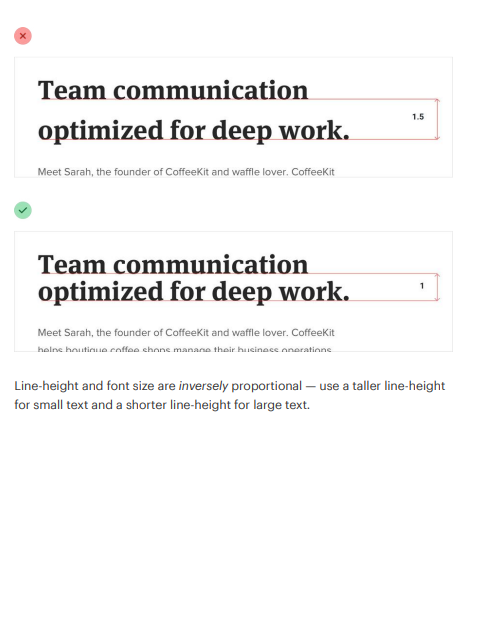 Team communication
optimized for deep work.
1.5
Meet Sarah, the founder of CoffeeKit and waffle lover. CoffeeKit
Team communication
optimized for deep work.
1
Meet Sarah, the founder of CoffeeKit and waffle lover. CoffeeKit
helps boutique coffee shops manage their business operations
Line-height and font size are inversely proportional — use a taller line-height
for small text and a shorter line-height for large text.